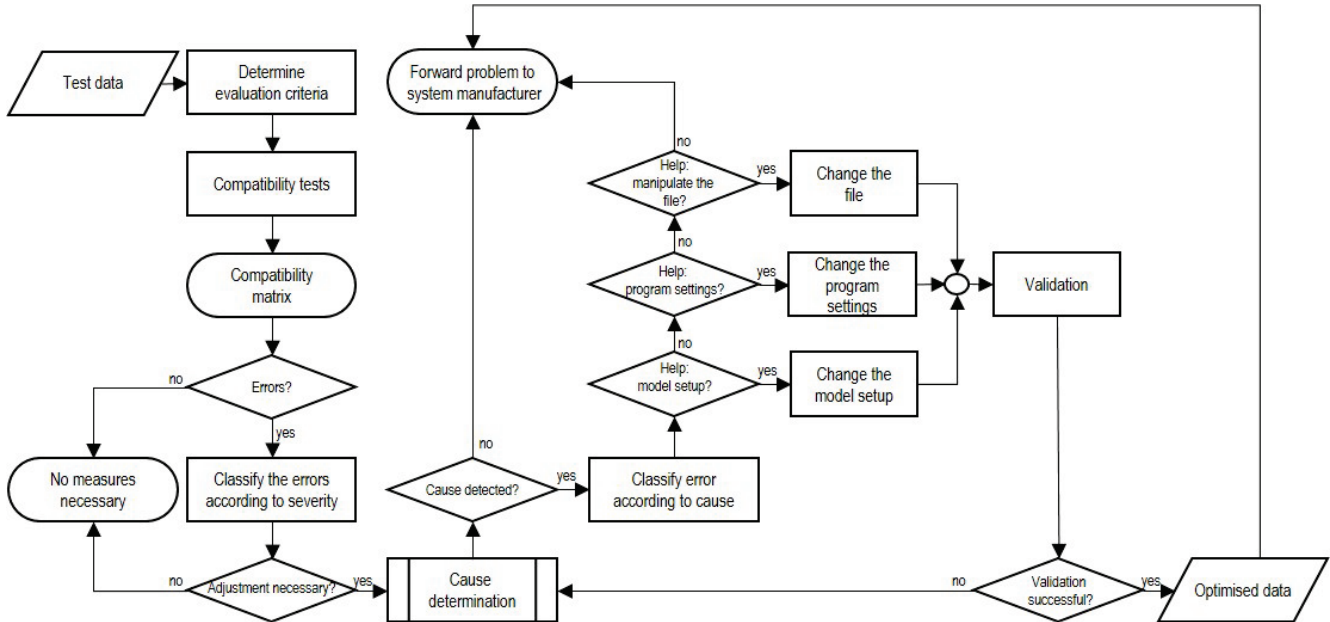 Test data
Determine
evaluation criteria
Compatibility tests
Compatibility
matrix
Errors?
no
yes
No measures
necessary
Classify the errors
according to severity
Adjustment necessary?
no
yes
Cause
determination
Cause detected?
no
yes
Forward problem to
system manufacturer
Classify error
according to cause
Help:
model setup?
no
yes
Change the
model setup
Help:
program settings?
no
yes
Change the
program
settings
Help:
manipulate the
file?
no
yes
Change the
file
Validation
Validation
successful?
no
yes
Optimised data